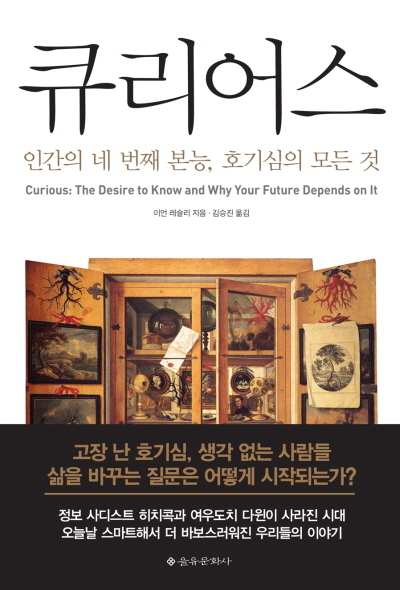 큐리어스
인간의 네 번째 본능, 호기심의 모든 것
Curious: The Desire to Know and Why Your Future Depends on It
이언 레슬리 지음 · 김승진 옮김
고장 난 호기심, 생각 없는 사람들
삶을 바꾸는 질문은 어떻게 시작되는가?
정보 사디스트 히치콕과 여우도치 다윈이 사라진 시대
오늘날 스마트해서 더 바보스러워진 우리들의 이야기
을유문화사